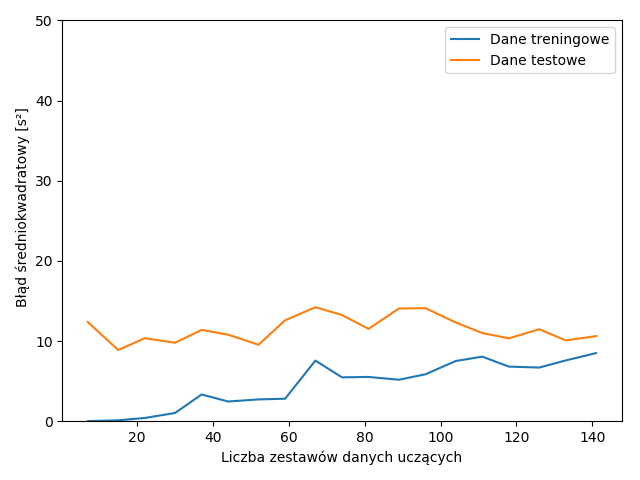 50
40
30
20
10
0
Błąd średniokwadratowy [s²]
Dane treningowe
Dane testowe
20 40 60 80 100 120 140
Liczba zestawów danych uczących